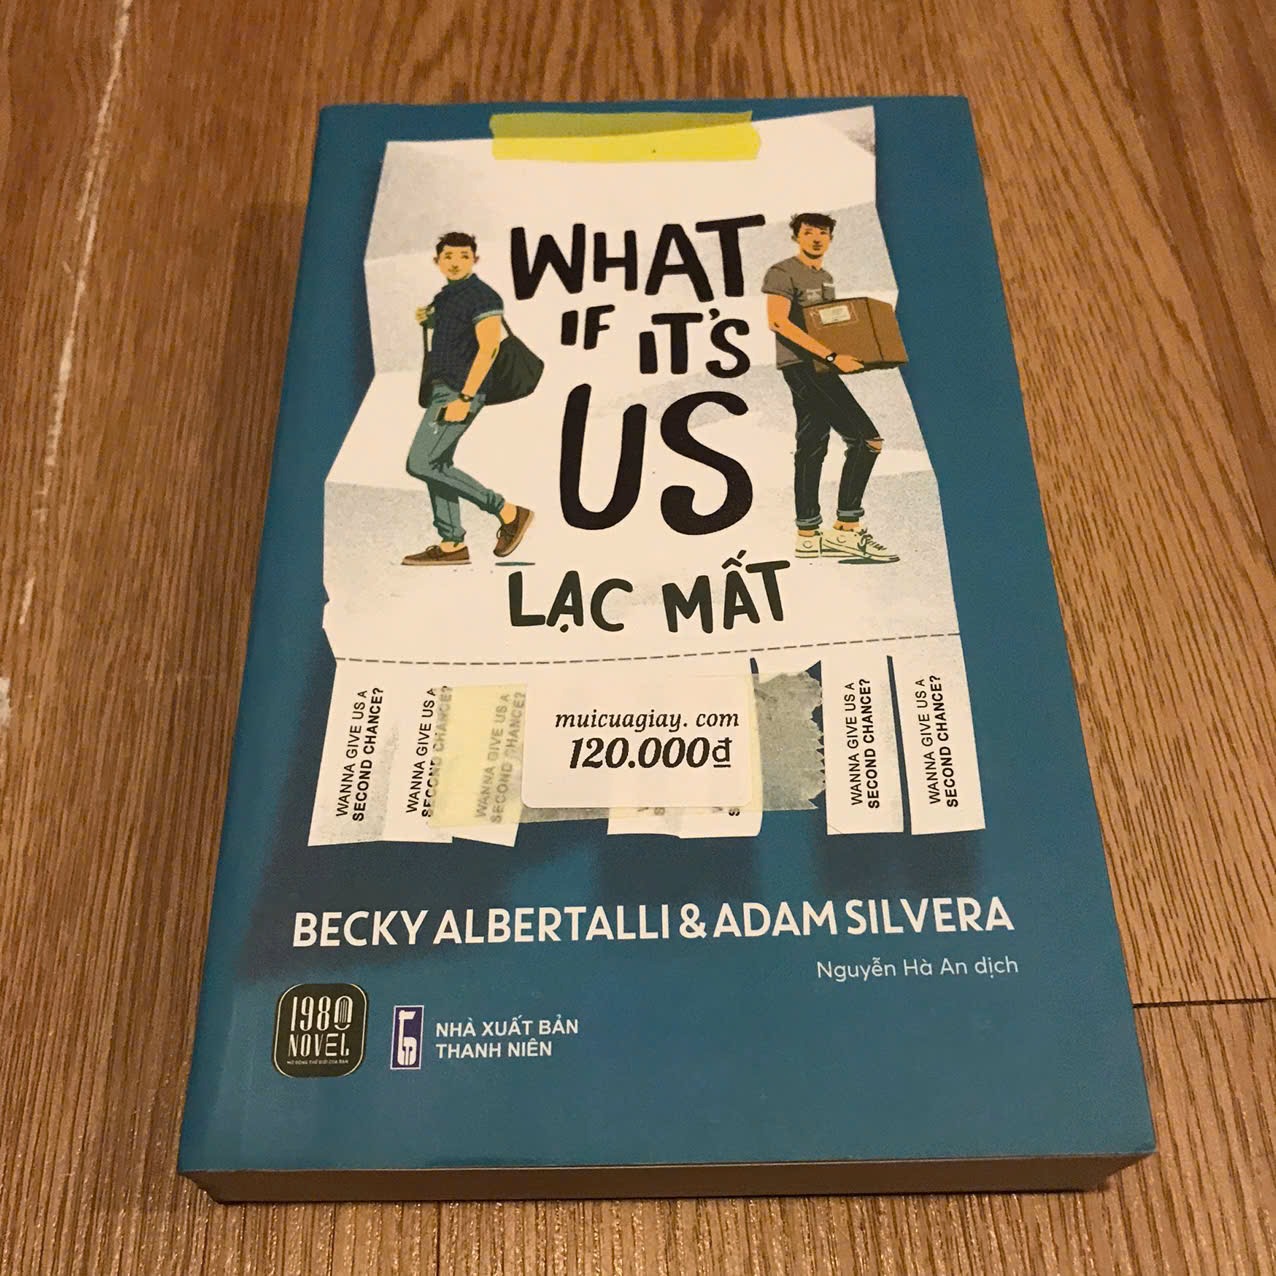 WHAT
IF IT'S
US
LẠC MẤT
WANNA GIVE US A
SECOND CHANCE?
WANNA GIVE US A
SECOND CHANCE?
WANNA GIVE US A
SECOND CHANCE?
muicuagiay. com
120.000₫
WANNA GIVE US A
SECOND CHANCE?
WANNA GIVE US A
SECOND CHANCE?
BECKY ALBERTALLI & ADAM SILVERA
Nguyễn Hà An dịch
1980
NOVEL
NHÀ XUẤT BẢN
THANH NIÊN